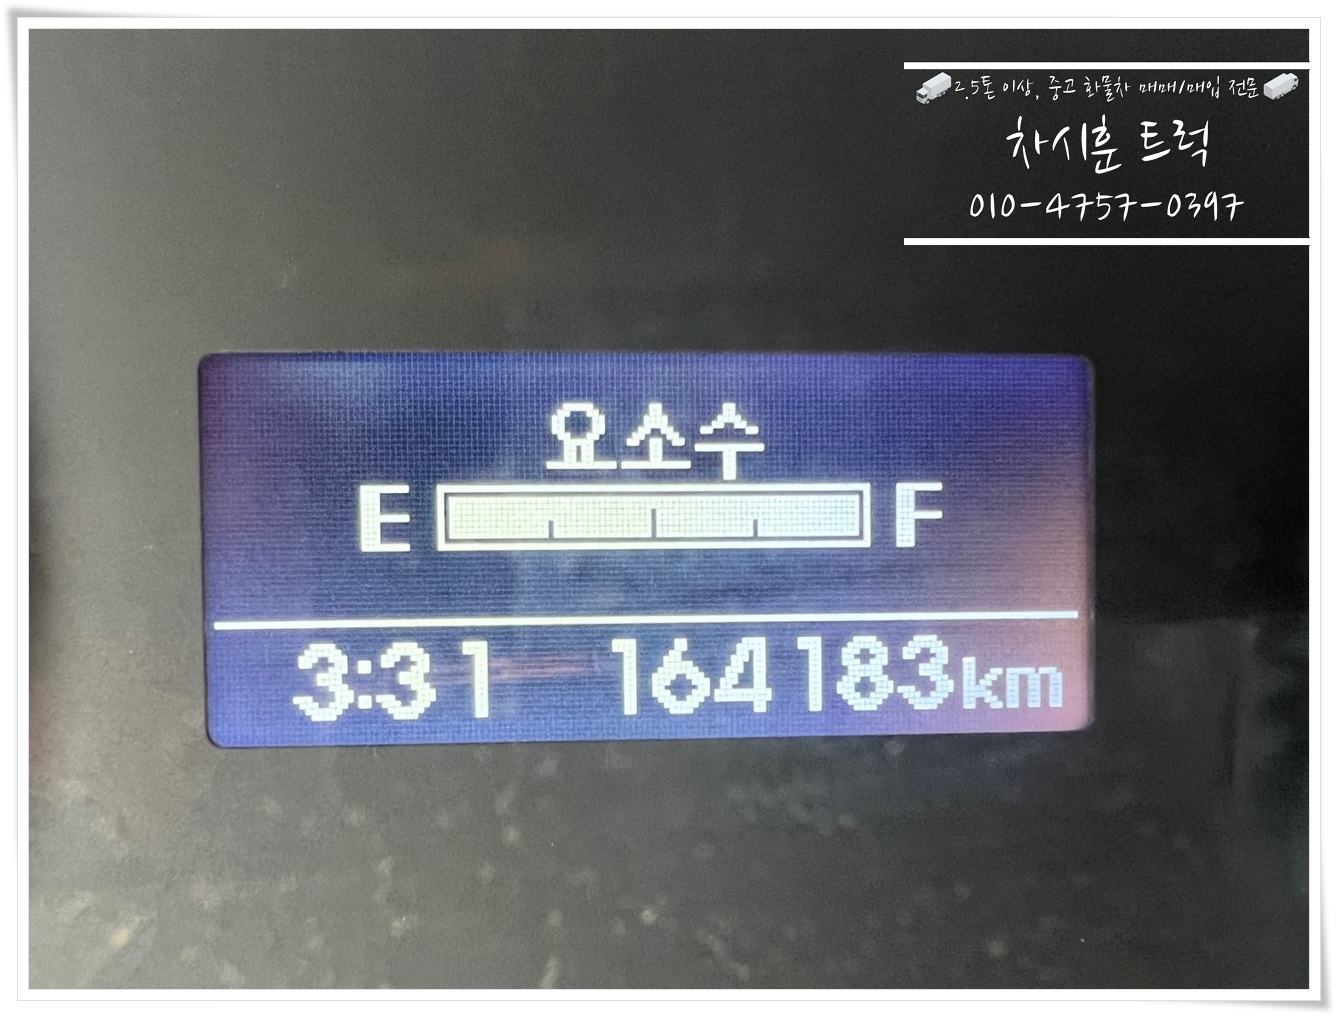 2.5톤 이상, 중고 화물차 매매/매입 전문
차시훈 트럭
010-4757-0397
요소수
E F
3:31 164183km